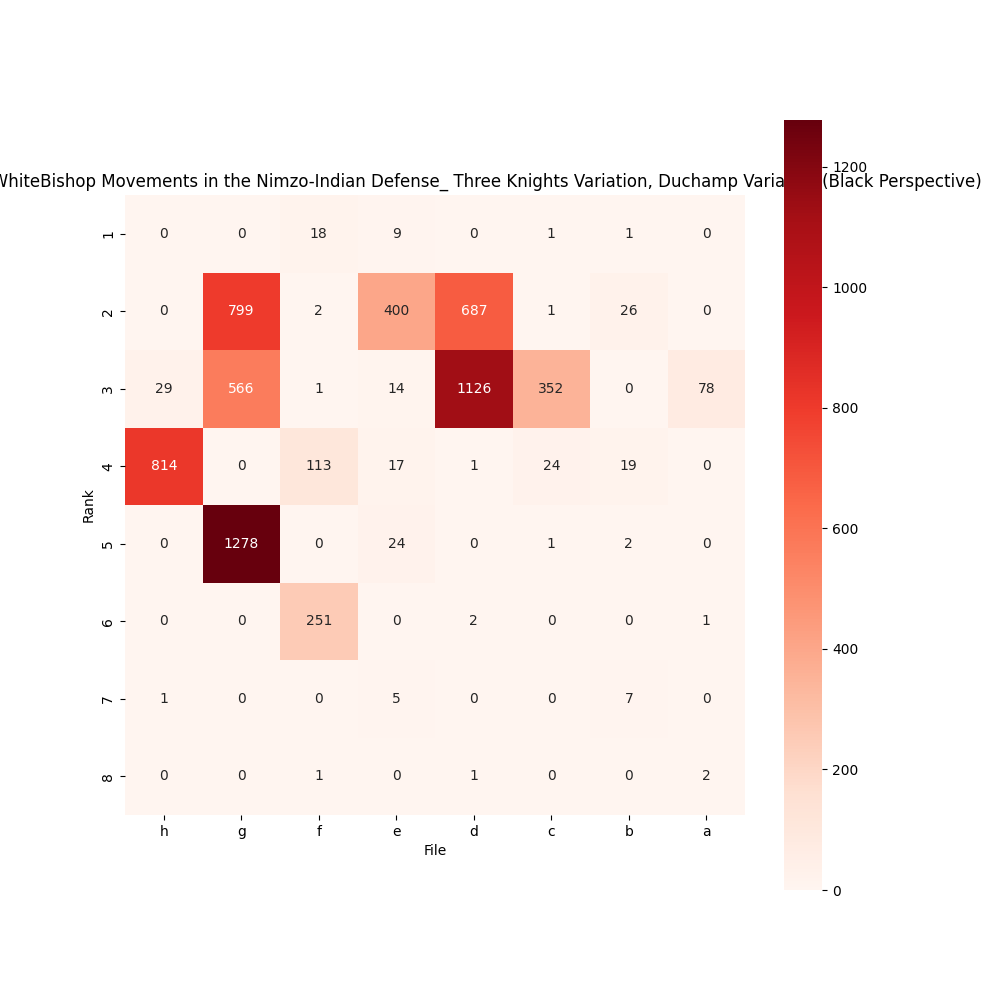 WhiteBishop Movements in the Nimzo-Indian Defense_ Three Knights Variation, Duchamp Varia (Black Perspective)
1200
1 0 0 18 9 0 1 1 0
1000
2 0 799 2 400 687 1 26 0
3 29 566 1 14 1126 352 0 78
800
4 814 0 113 17 1 24 19 0
Rank
600
5 0 1278 0 24 0 1 2 0
6 0 0 251 0 2 0 0 1
400
7 1 0 0 5 0 0 7 0
200
8 0 0 1 0 1 0 0 2
h g f e d c b a
File
0